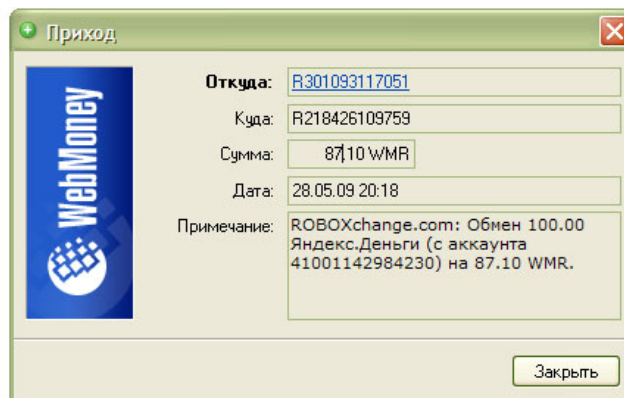 Приход
WebMoney
Откуда: R301093117051
Куда: R218426109759
Сумма: 87.10 WMR
Дата: 28.05.09 20:18
Примечание: ROBOXchange.com: Обмен 100.00
Яндекс.Деньги (с аккаунта
41001142984230) на 87.10 WMR.
Закрыть